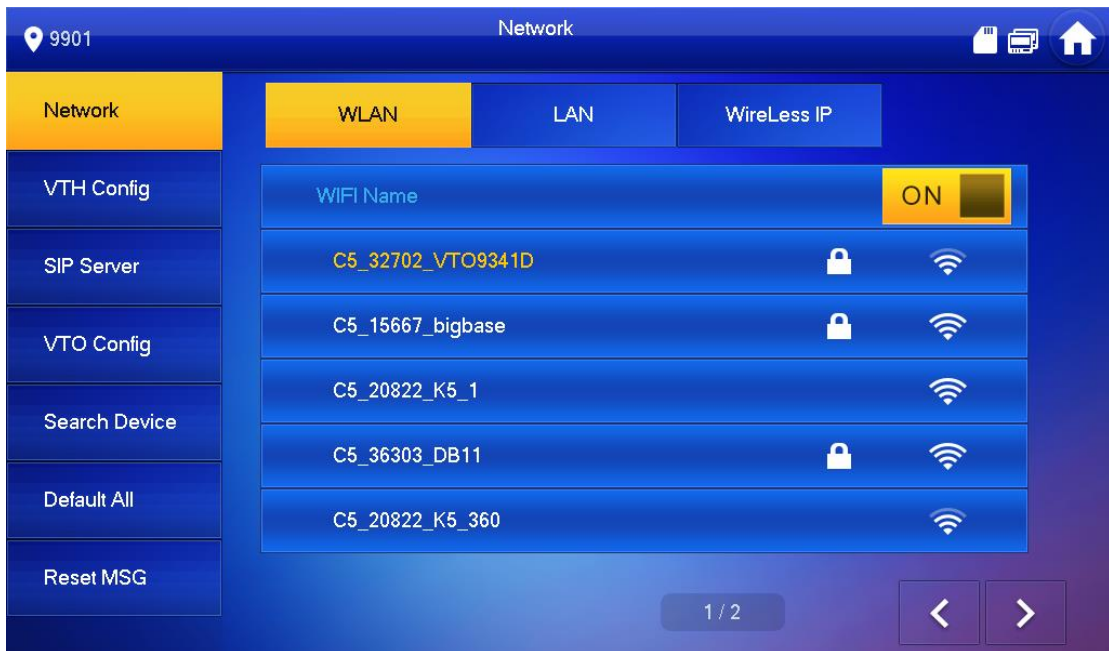 9901
Network
Network
WLAN
LAN
WireLess IP
VTH Config
WIFI Name
ON
SIP Server
C5_32702_VTO9341D
VTO Config
C5_15667_bigbase
C5_20822_K5_1
Search Device
C5_36303_DB11
Default All
C5_20822_K5_360
Reset MSG
1 / 2